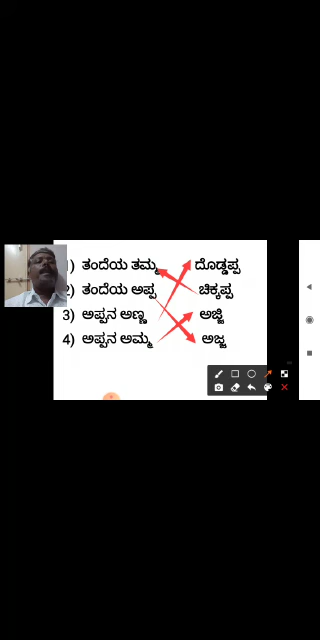 1) ತಂದೆಯ ತಮ್ಮ ದೊಡ್ಡಪ್ಪ
2) ತಂದೆಯ ಅಪ್ಪ ಚಿಕ್ಕಪ್ಪ
3) ಅಪ್ಪನ ಅಣ್ಣ ಅಜ್ಜಿ
4) ಅಪ್ಪನ ಅಮ್ಮ ಅಜ್ಜ